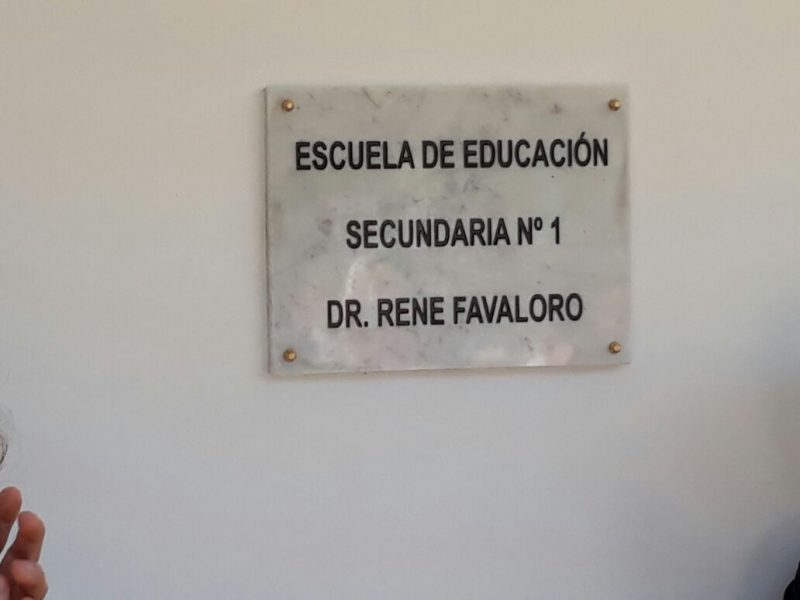 ESCUELA DE EDUCACIÓN
SECUNDARIA Nº 1
DR. RENE FAVALORO